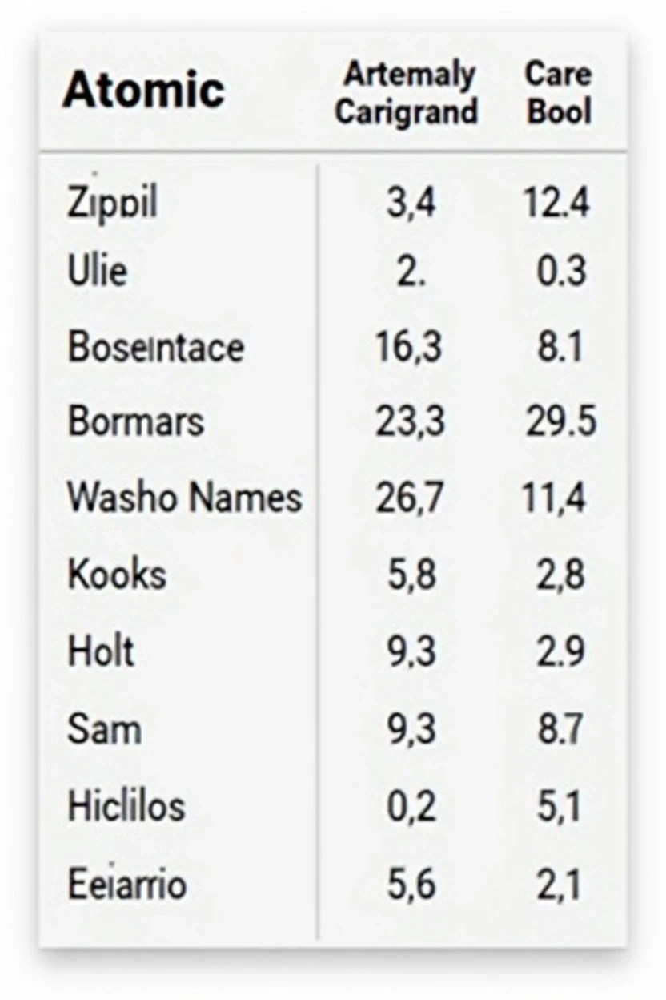 Atomic Artemaly Carigrand Care Bool
Zippil 3,4 12.4
Ulie 2. 0.3
Boseintace 16,3 8.1
Bormars 23,3 29.5
Washo Names 26,7 11,4
Kooks 5,8 2,8
Holt 9.3 2.9
Sam 9,3 8.7
Hiclilos 0,2 5,1
Eeiarrio 5,6 2,1